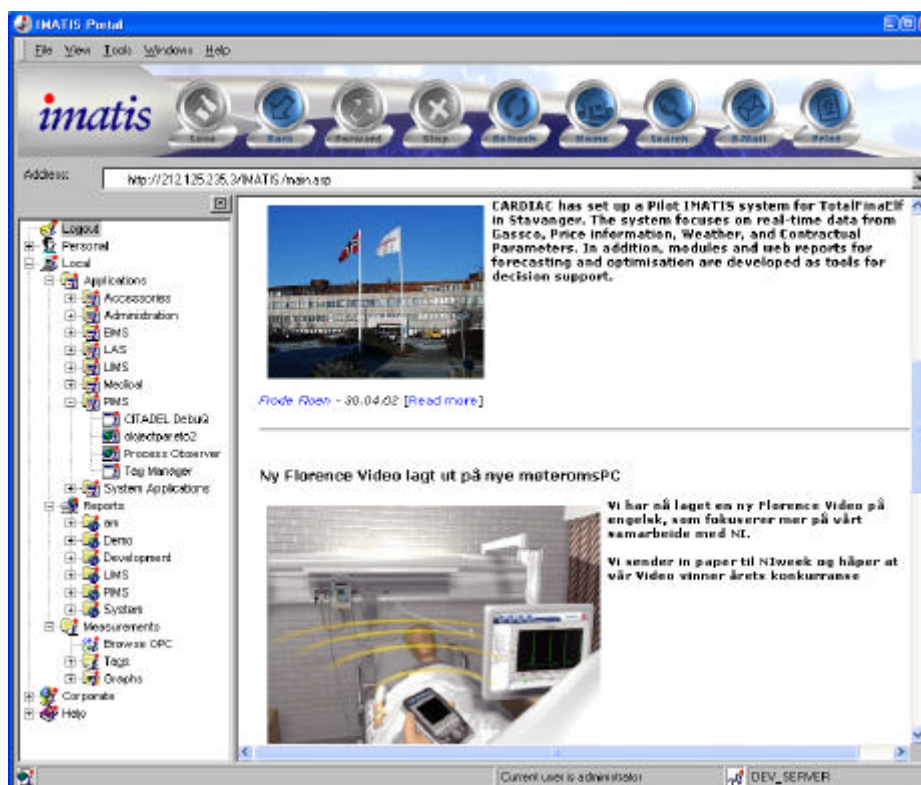 IMATIS Portal
File View Tools Windows Help
imatis
Save Back Forward Stop Refresh Home Search E-Mail Print
Address: http://212.125.235.3/IMATIS/main.asp
Logout
Personal
Local
Applications
Accessories
Administration
BMS
LAS
LIMS
Medical
PIMS
CITADEL DebuG
objectpareto2
Process Observer
Tag Manager
System Applications
Reports
am
Demo
Development
LIMS
PIMS
System
Measurements
Browse OPC
Tags
Graphs
Corporate
Help
CARDIAC has set up a Pilot IMATIS system for TotalFinaElf
in Stavanger. The system focuses on real-time data from
Gassco, Price information, Weather, and Contractual
Parameters. In addition, modules and web reports for
forecasting and optimisation are developed as tools for
decision support.
Frode Floen - 30.04.02 [Read more]
Ny Florence Video lagt ut på nye møteromsPC
Vi har nå laget en ny Florence Video på
engelsk, som fokuserer mer på vårt
samarbeide med NI.
Vi sender in paper til NIweek og håper at
vår Video vinner årets konkurranse
Current user is administrator
DEV_SERVER